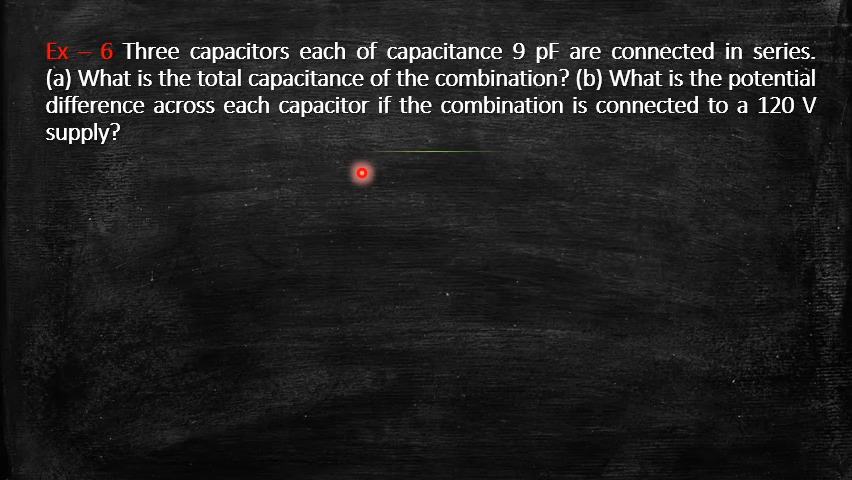 Ex – 6 Three capacitors each of capacitance 9 pF are connected in series.
(a) What is the total capacitance of the combination? (b) What is the potential
difference across each capacitor if the combination is connected to a 120 V
supply?